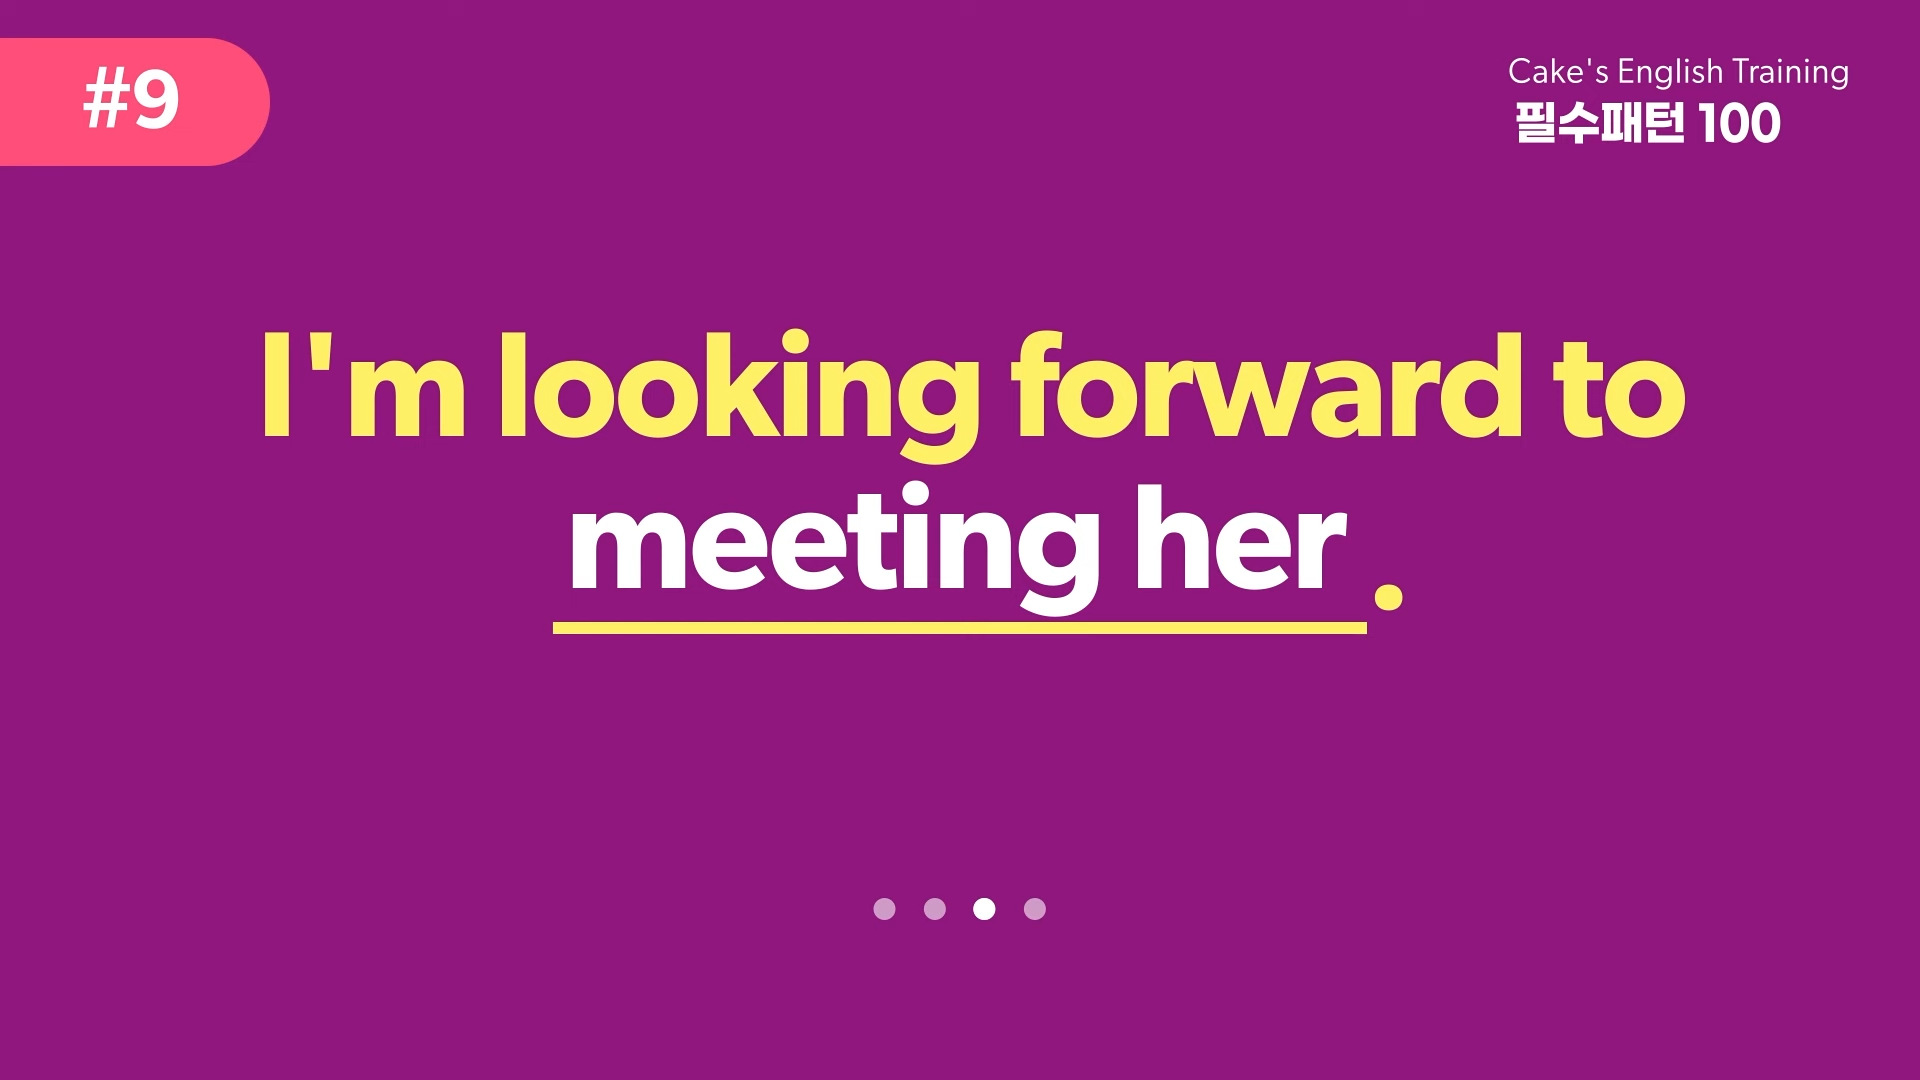 #9
Cake's English Training
필수패턴 100
I'm looking forward to
meeting her.